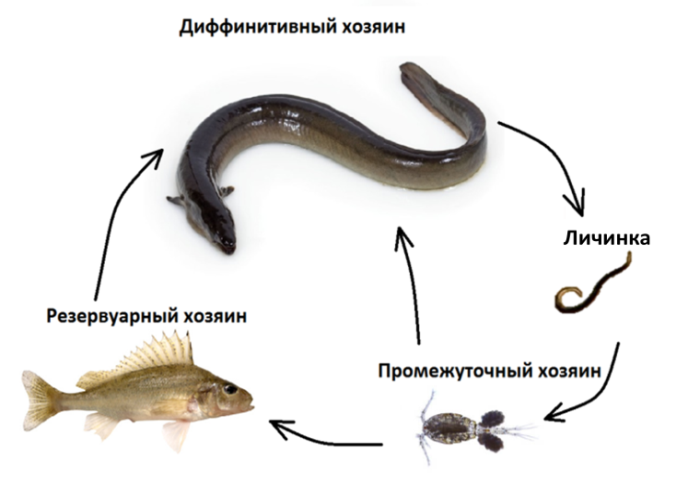 Диффинитивный хозяин
Личинка
Резервуарный хозяин
Промежуточный хозяин